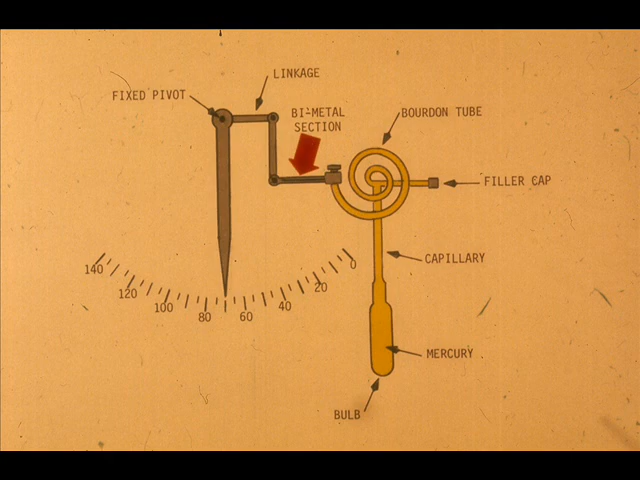 LINKAGE
FIXED PIVOT
BI-METAL
SECTION
BOURDON TUBE
FILLER CAP
CAPILLARY
0
20
40
60
80
100
120
140
MERCURY
BULB